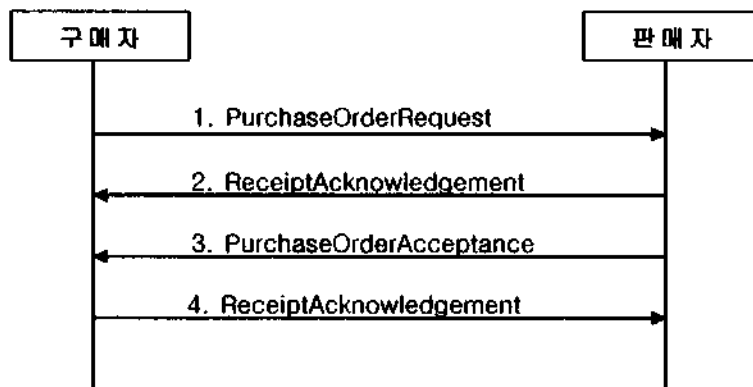 구매자
판매자
1. PurchaseOrderRequest
2. ReceiptAcknowledgement
3. PurchaseOrderAcceptance
4. ReceiptAcknowledgement